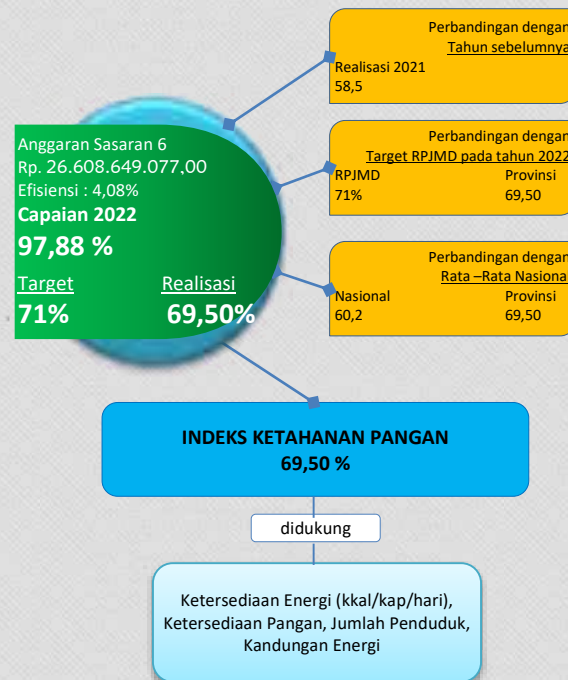 Perbandingan dengan
Tahun sebelumnya
Realisasi 2021
58,5
Anggaran Sasaran 6
Rp. 26.608.649.077,00
Efisiensi : 4,08%
Capaian 2022
97,88 %
Target Realisasi
71% 69,50%
Perbandingan dengan
Target RPJMD pada tahun 2022
RPJMD Provinsi
71% 69,50
Perbandingan dengan
Rata –Rata Nasional
Nasional Provinsi
60,2 69,50
INDEKS KETAHANAN PANGAN
69,50 %
didukung
Ketersediaan Energi (kkal/kap/hari),
Ketersediaan Pangan, Jumlah Penduduk,
Kandungan Energi